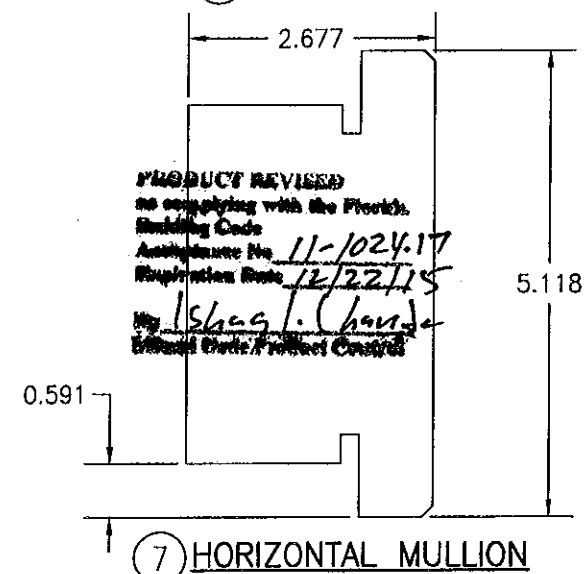 2.677
PRODUCT REVISED
as complying with the Florida
Building Code
Acceptance No 11-1024.17
Expiration Date 12/22/15
By
Miami Dade Product Control
5.118
0.591
7 HORIZONTAL MULLION